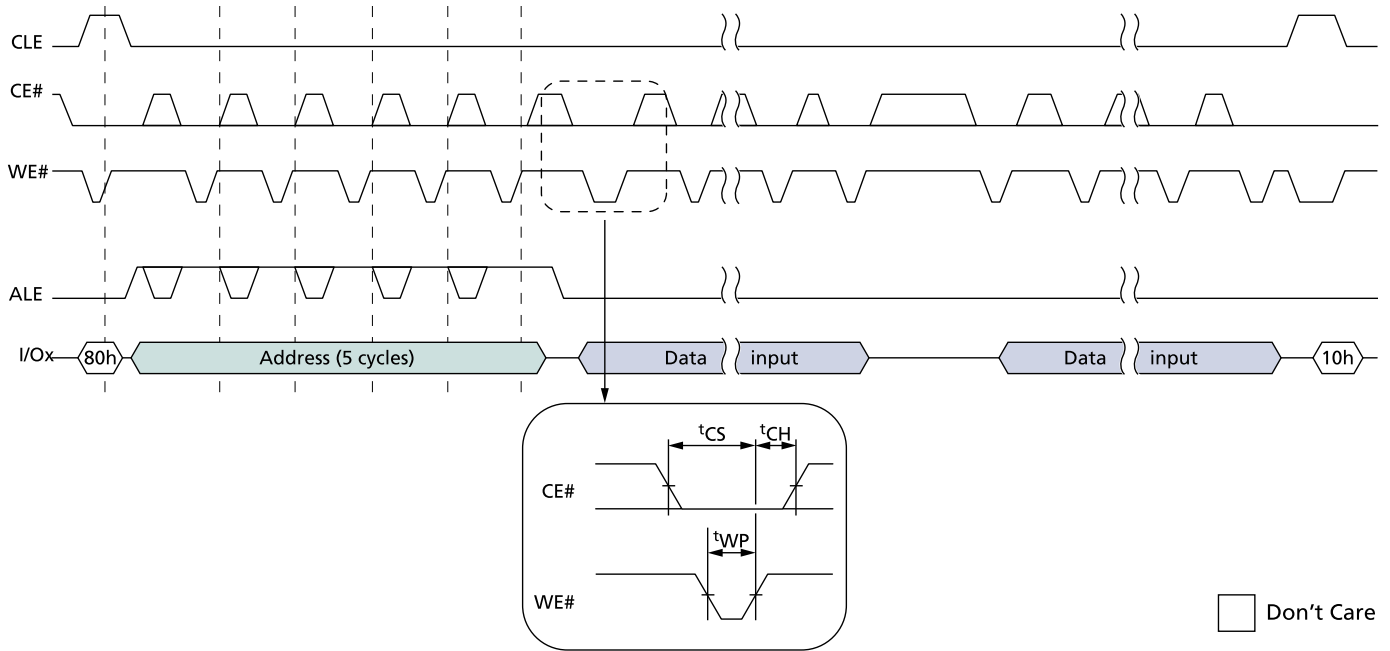 CLE
CE#
WE#
ALE
I/Ox
80h
Address (5 cycles)
Data input
Data input
10h
tCS
tCH
CE#
tWP
WE#
Don't Care